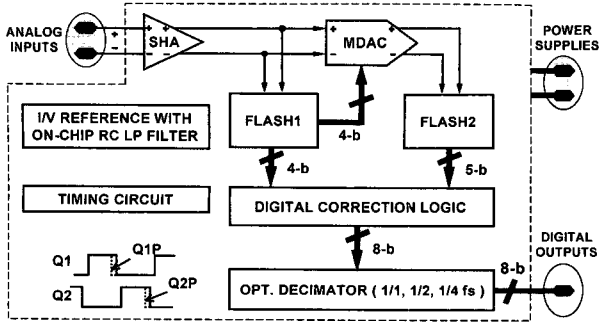 ANALOG
INPUTS
+
-
+
-
SHA
+
-
+
-
MDAC
POWER
SUPPLIES
I/V REFERENCE WITH
ON-CHIP RC LP FILTER
FLASH1
4-b
FLASH2
4-b
5-b
TIMING CIRCUIT
DIGITAL CORRECTION LOGIC
Q1
Q1P
8-b
DIGITAL
OUTPUTS
Q2
Q2P
OPT. DECIMATOR ( 1/1, 1/2, 1/4 fs )
8-b